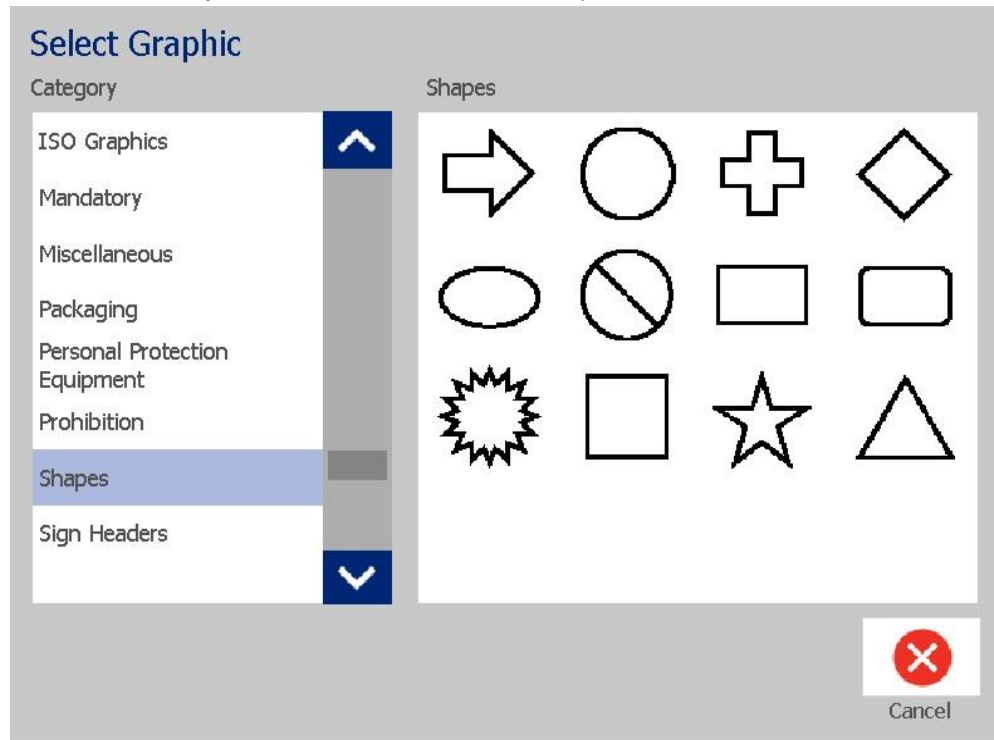 Select Graphic
Category
Shapes
ISO Graphics
Mandatory
Miscellaneous
Packaging
Personal Protection
Equipment
Prohibition
Shapes
Sign Headers
Cancel